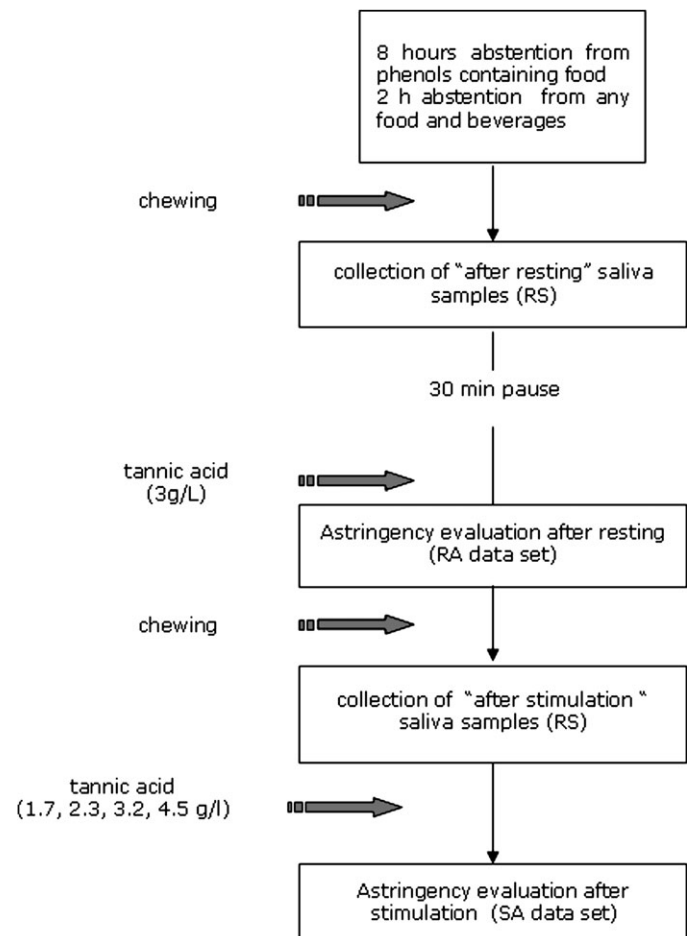 8 hours abstention from
phenols containing food
2 h abstention from any
food and beverages
chewing
collection of "after resting" saliva
samples (RS)
30 min pause
tannic acid
(3g/L)
Astringency evaluation after resting
(RA data set)
chewing
collection of "after stimulation "
saliva samples (RS)
tannic acid
(1.7, 2.3, 3.2, 4.5 g/l)
Astringency evaluation after
stimulation (SA data set)